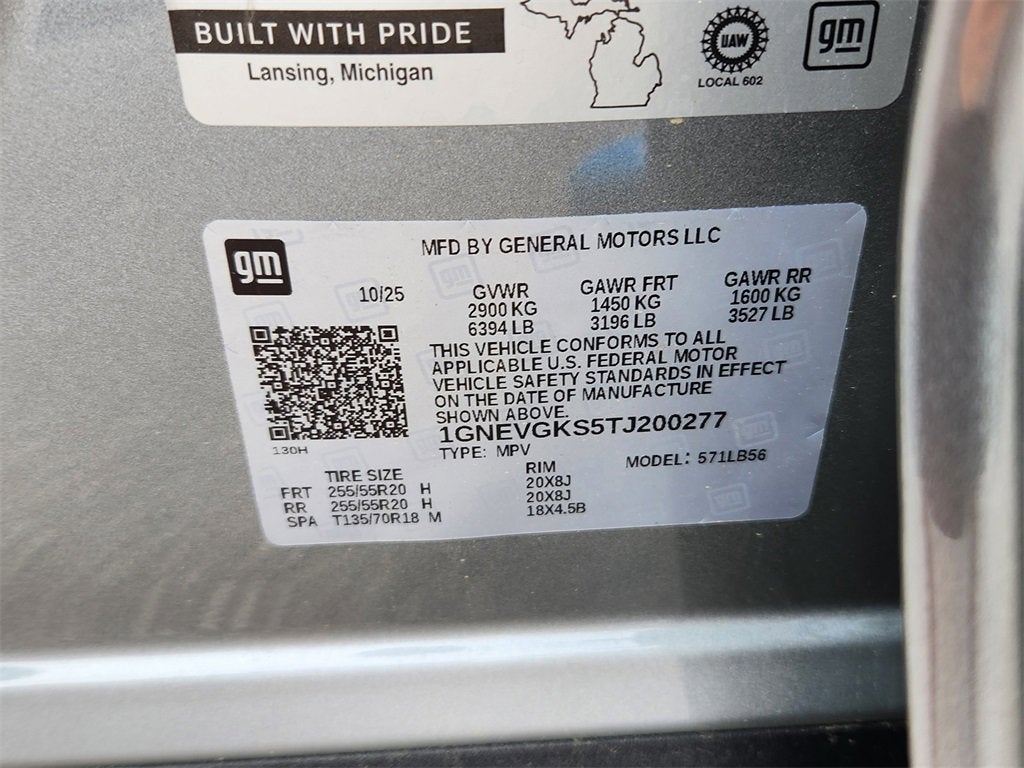 BUILT WITH PRIDE
Lansing, Michigan
UAW
LOCAL 602
gm
gm
MFD BY GENERAL MOTORS LLC
10/25
GVWR
2900 KG
6394 LB
GAWR FRT
1450 KG
3196 LB
GAWR RR
1600 KG
3527 LB
THIS VEHICLE CONFORMS TO ALL
APPLICABLE U.S. FEDERAL MOTOR
VEHICLE SAFETY STANDARDS IN EFFECT
ON THE DATE OF MANUFACTURE
SHOWN ABOVE.
1GNEVGKS5TJ200277
130H
TYPE: MPV
MODEL: 571LB56
TIRE SIZE RIM
FRT 255/55R20 H 20X8J
RR 255/55R20 H 20X8J
SPA T135/70R18 M 18X4.5B